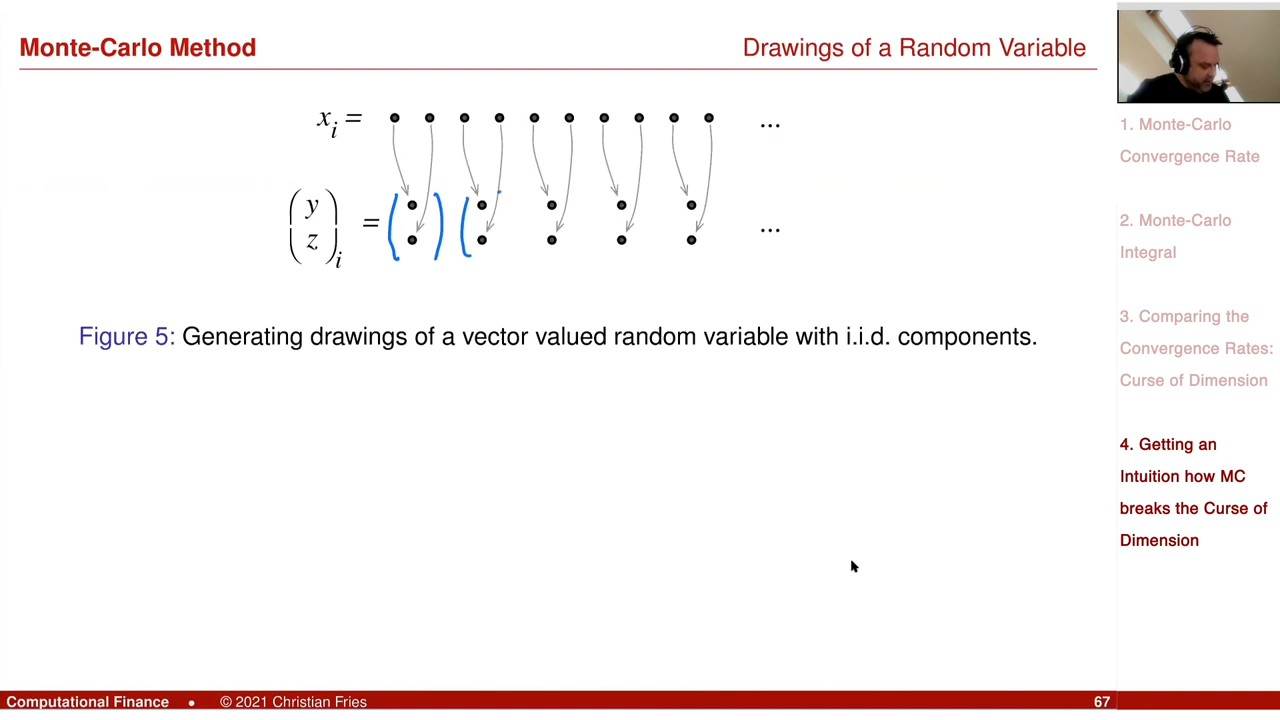 Monte-Carlo Method
Drawings of a Random Variable
x_i = ...
(y z)_i = ...
Figure 5: Generating drawings of a vector valued random variable with i.i.d. components.
1. Monte-Carlo
Convergence Rate
2. Monte-Carlo
Integral
3. Comparing the
Convergence Rates:
Curse of Dimension
4. Getting an
Intuition how MC
breaks the Curse of
Dimension
Computational Finance • © 2021 Christian Fries
67